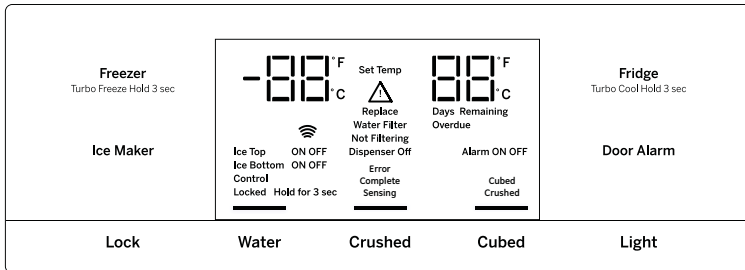 Freezer
Turbo Freeze Hold 3 sec
Ice Maker
-88 °F °C
Set Temp
88 °F °C
Replace
Water Filter
Not Filtering
Dispenser Off
Days Remaining
Overdue
Ice Top ON OFF
Ice Bottom ON OFF
Control
Locked Hold for 3 sec
Error
Complete
Sensing
Alarm ON OFF
Cubed
Crushed
Fridge
Turbo Cool Hold 3 sec
Door Alarm
Lock Water Crushed Cubed Light